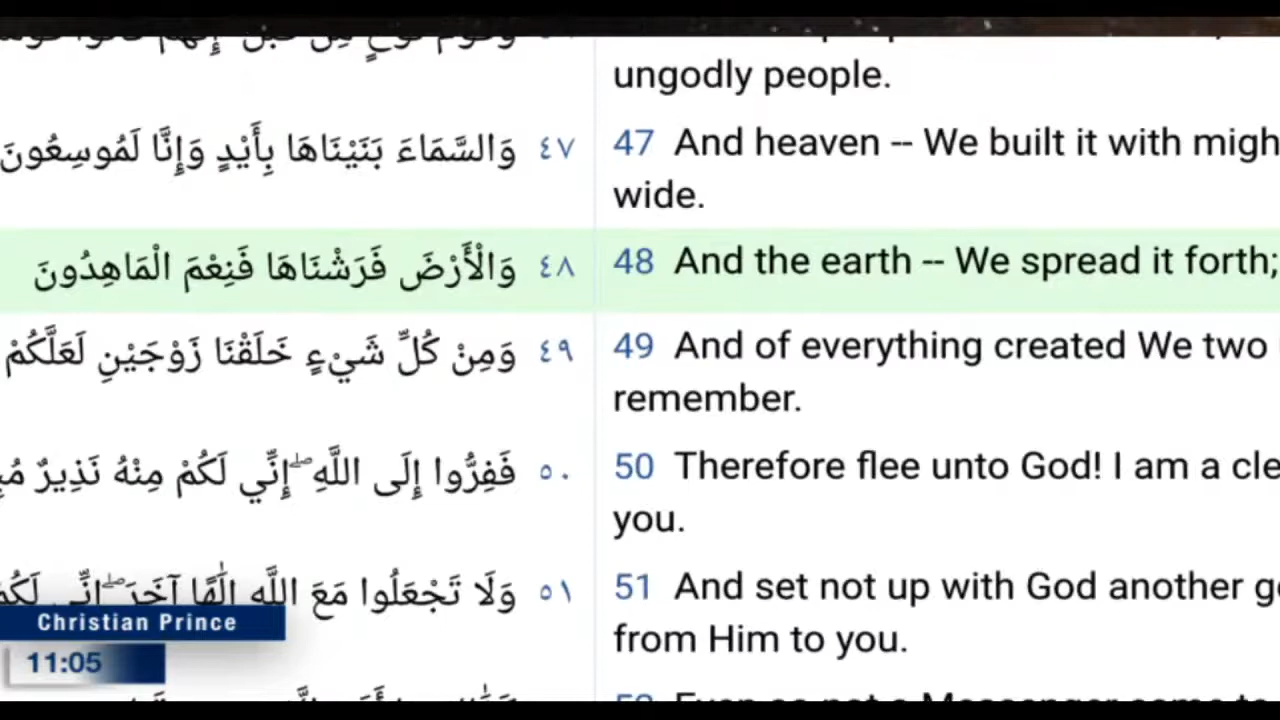 ungodly people.
وَالسَّمَاءَ بَنَيْنَاهَا بِأَيْدٍ وَإِنَّا لَمُوسِعُونَ ٤٧
47 And heaven -- We built it with
wide.
وَالْأَرْضَ فَرَشْنَاهَا فَنِعْمَ الْمَاهِدُونَ ٤٨
48 And the earth -- We spread it forth;
وَمِنْ كُلِّ شَيْءٍ خَلَقْنَا زَوْجَيْنِ لَعَلَّكُمْ ٤٩
49 And of everything created We two
remember.
فَفِرُّوا إِلَى اللَّهِ ۖ إِنِّي لَكُمْ مِنْهُ نَذِيرٌ ٥٠
50 Therefore flee unto God! I am a
you.
وَلَا تَجْعَلُوا مَعَ اللَّهِ إِلَٰهًا آخَرَ ۖ إِنِّي لَكُمْ ٥١
51 And set not up with God another
from Him to you.
Christian Prince
11:05